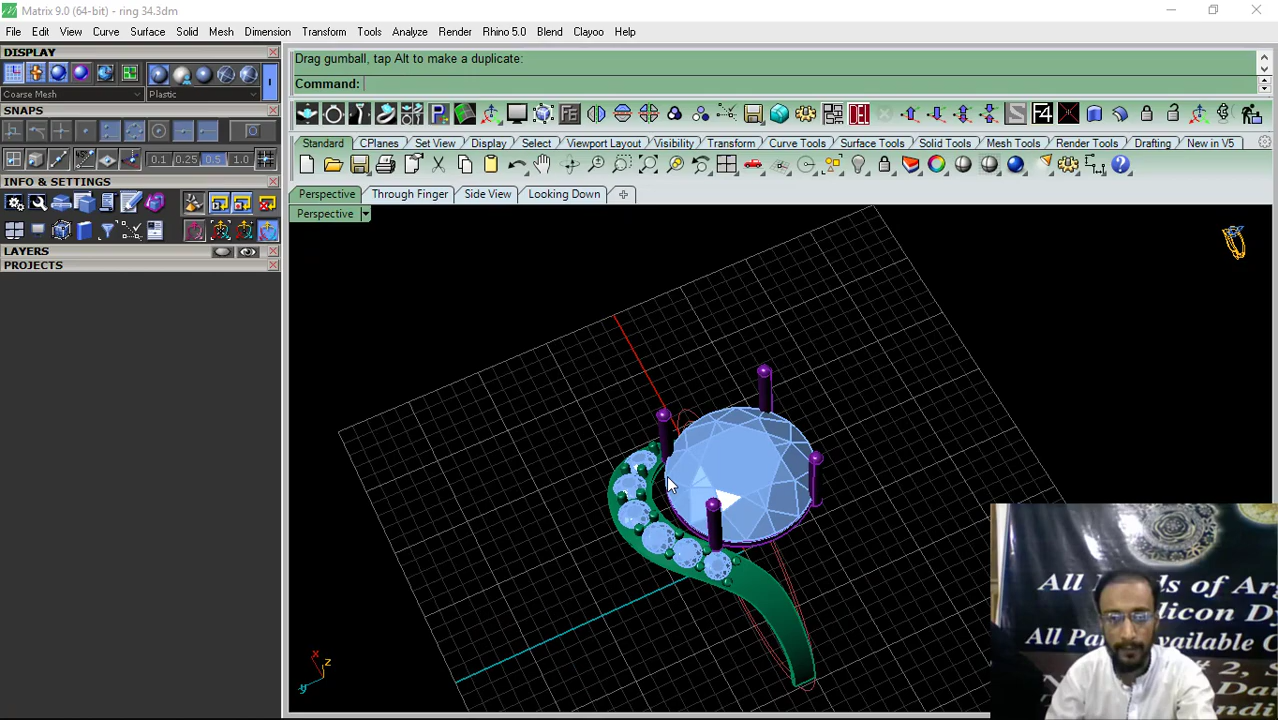 Matrix 9.0 (64-bit) - ring 34.3dm
File Edit View Curve Surface Solid Mesh Dimension Transform Tools Analyze Render Rhino 5.0 Blend Clayoo Help
DISPLAY
Coarse Mesh Plastic
SNAPS
0.1 0.25 0.5 1.0
INFO & SETTINGS
LAYERS
PROJECTS
Drag gumball, tap Alt to make a duplicate:
Command:
F4
Standard CPlanes Set View Display Select Viewport Layout Visibility Transform Curve Tools Surface Tools Solid Tools Mesh Tools Render Tools Drafting New in V5
Perspective Through Finger Side View Looking Down
Perspective
x
z
y
All
of Ar
licon Dy
All Pa
vailable
# 2, S